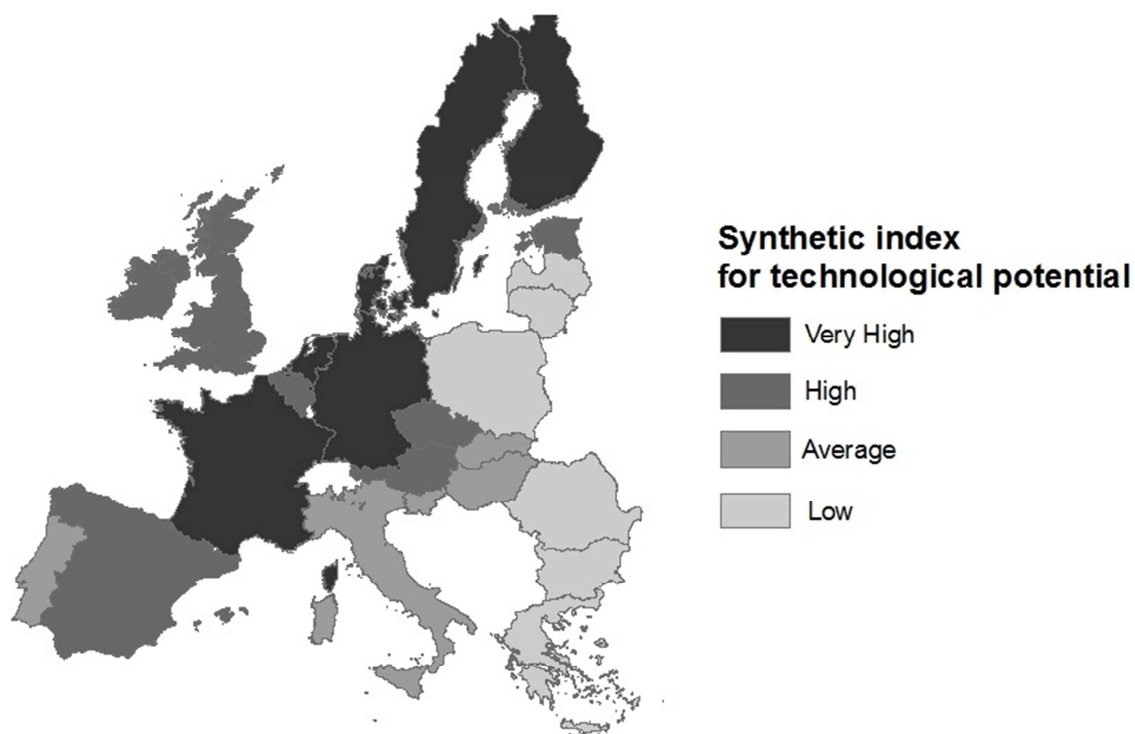 Synthetic index
for technological potential
Very High
High
Average
Low